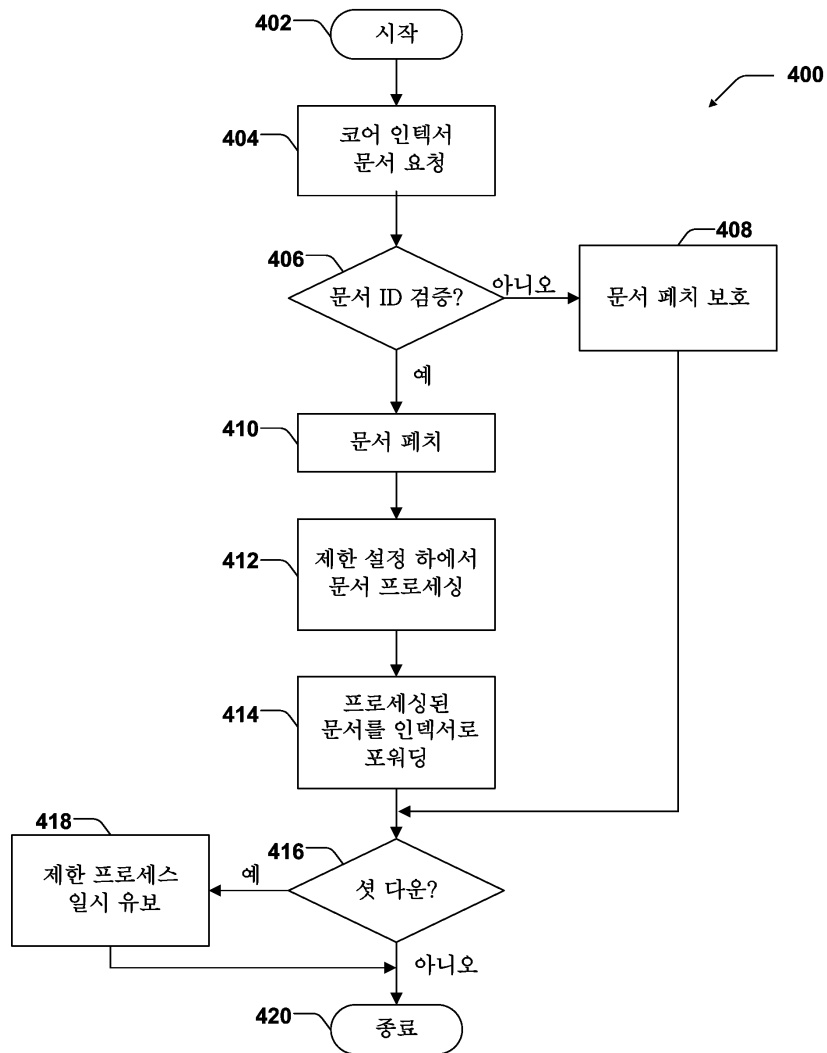 402
시작
400
404
코어 인텍서
문서 요청
406
문서 ID 검증?
아니오
408
문서 페치 보호
예
410
문서 페치
412
제한 설정 하에서
문서 프로세싱
414
프로세싱된
문서를 인덱서로
포워딩
418
제한 프로세스
일시 유보
예
416
셧 다운?
아니오
420
종료